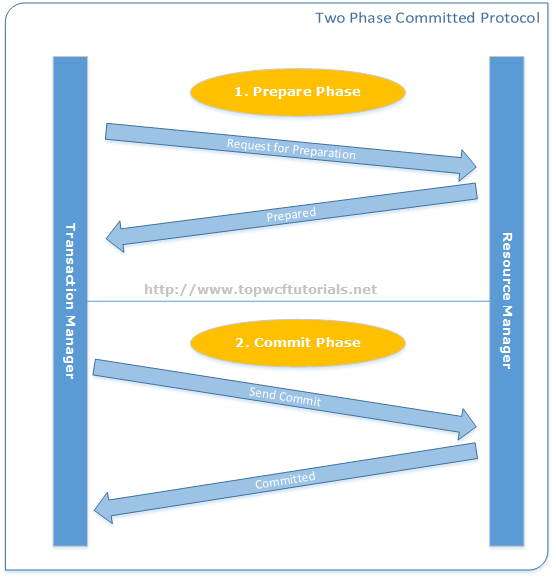 Two Phase Committed Protocol
1. Prepare Phase
Request for Preparation
Prepared
Transaction Manager
Resource Manager
http://www.topwcftutorials.net
2. Commit Phase
Send Commit
Committed